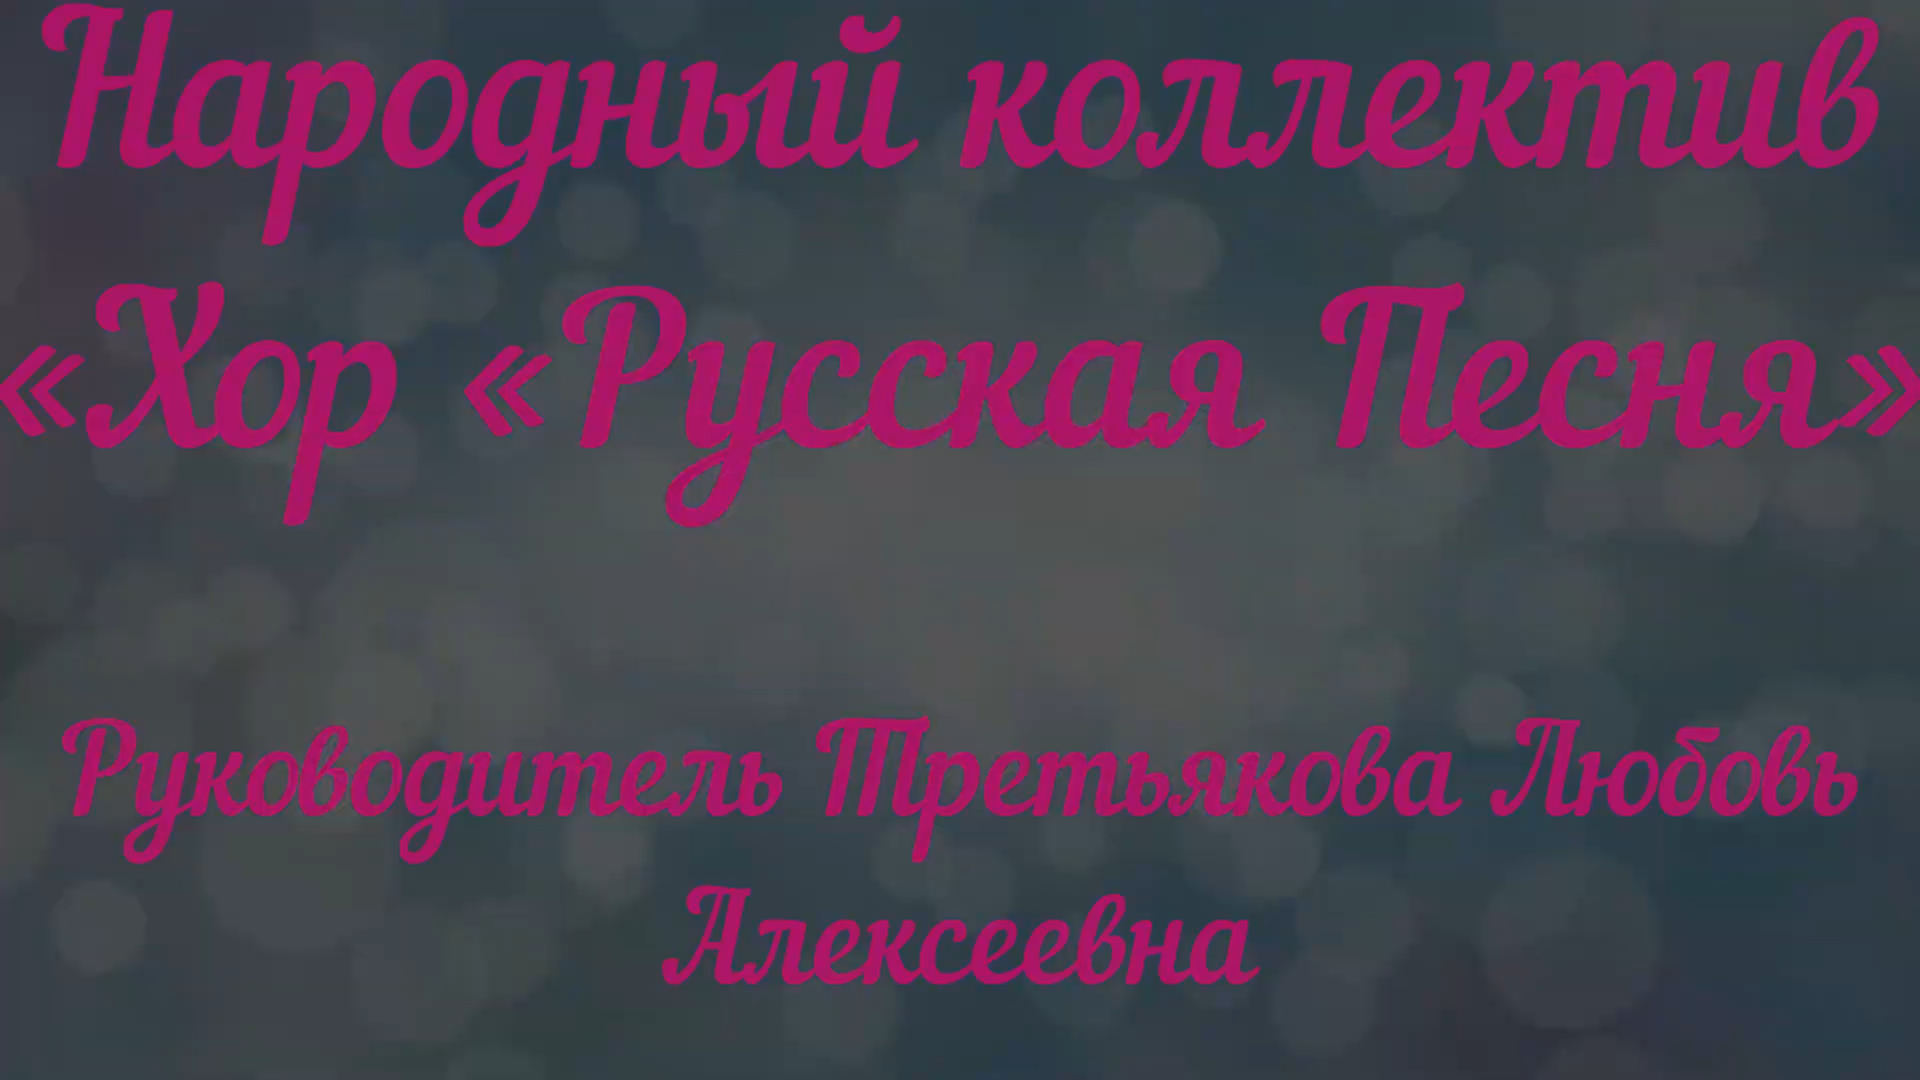 Народный коллектив
«Хор «Русская Песня»
Руководитель Третьякова Любовь
Алексеевна